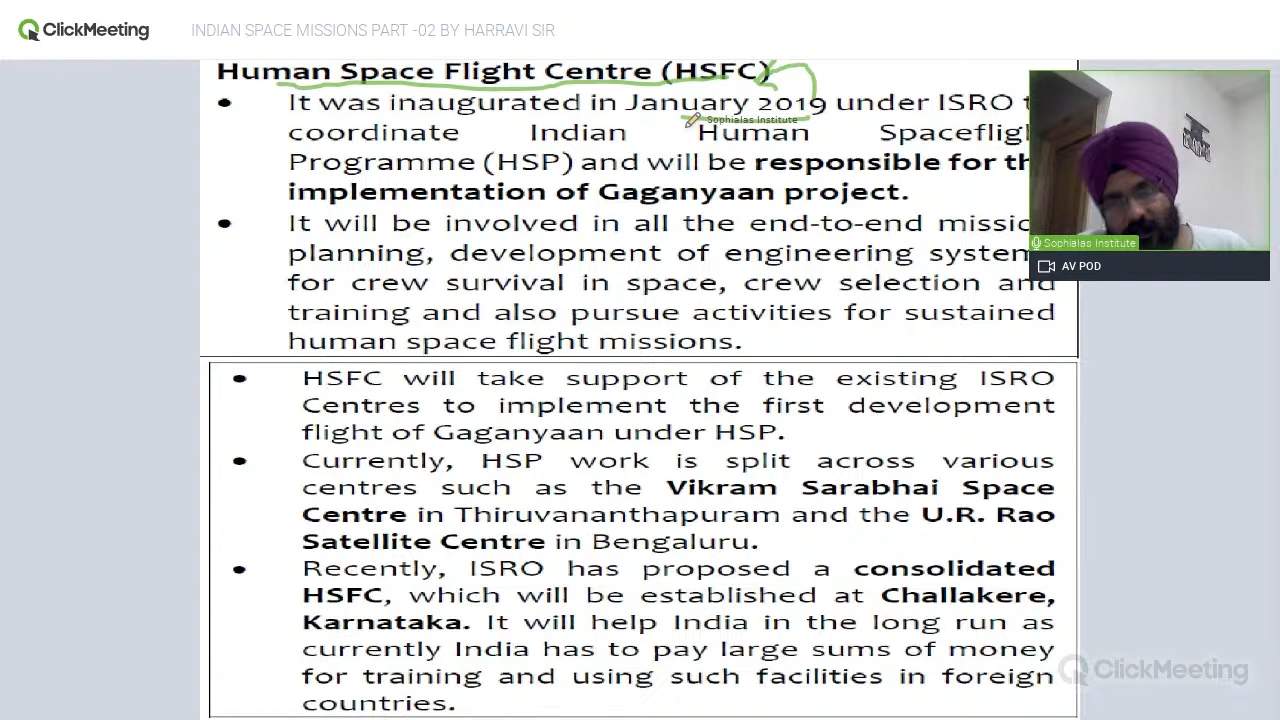 ClickMeeting INDIAN SPACE MISSIONS PART -02 BY HARRAVI SIR
Human Space Flight Centre (HSFC)
• It was inaugurated in January 2019 under ISRO
Sophialas Institute
coordinate Indian Human
Programme (HSP) and will be responsible for
implementation of Gaganyaan project.
• It will be involved in all the end-to-end
planning, development of engineering
for crew survival in space, crew selection and
training and also pursue activities for sustained
human space flight missions.
Sophialas Institute
AV POD
• HSFC will take support of the existing ISRO
Centres to implement the first development
flight of Gaganyaan under HSP.
• Currently, HSP work is split across various
centres such as the Vikram Sarabhai Space
Centre in Thiruvananthapuram and the U.R. Rao
Satellite Centre in Bengaluru.
• Recently, ISRO has proposed a consolidated
HSFC, which will be established at Challakere,
Karnataka. It will help India in the long run as
currently India has to pay large sums of money
for training and using such facilities in foreign
countries.
ClickMeeting